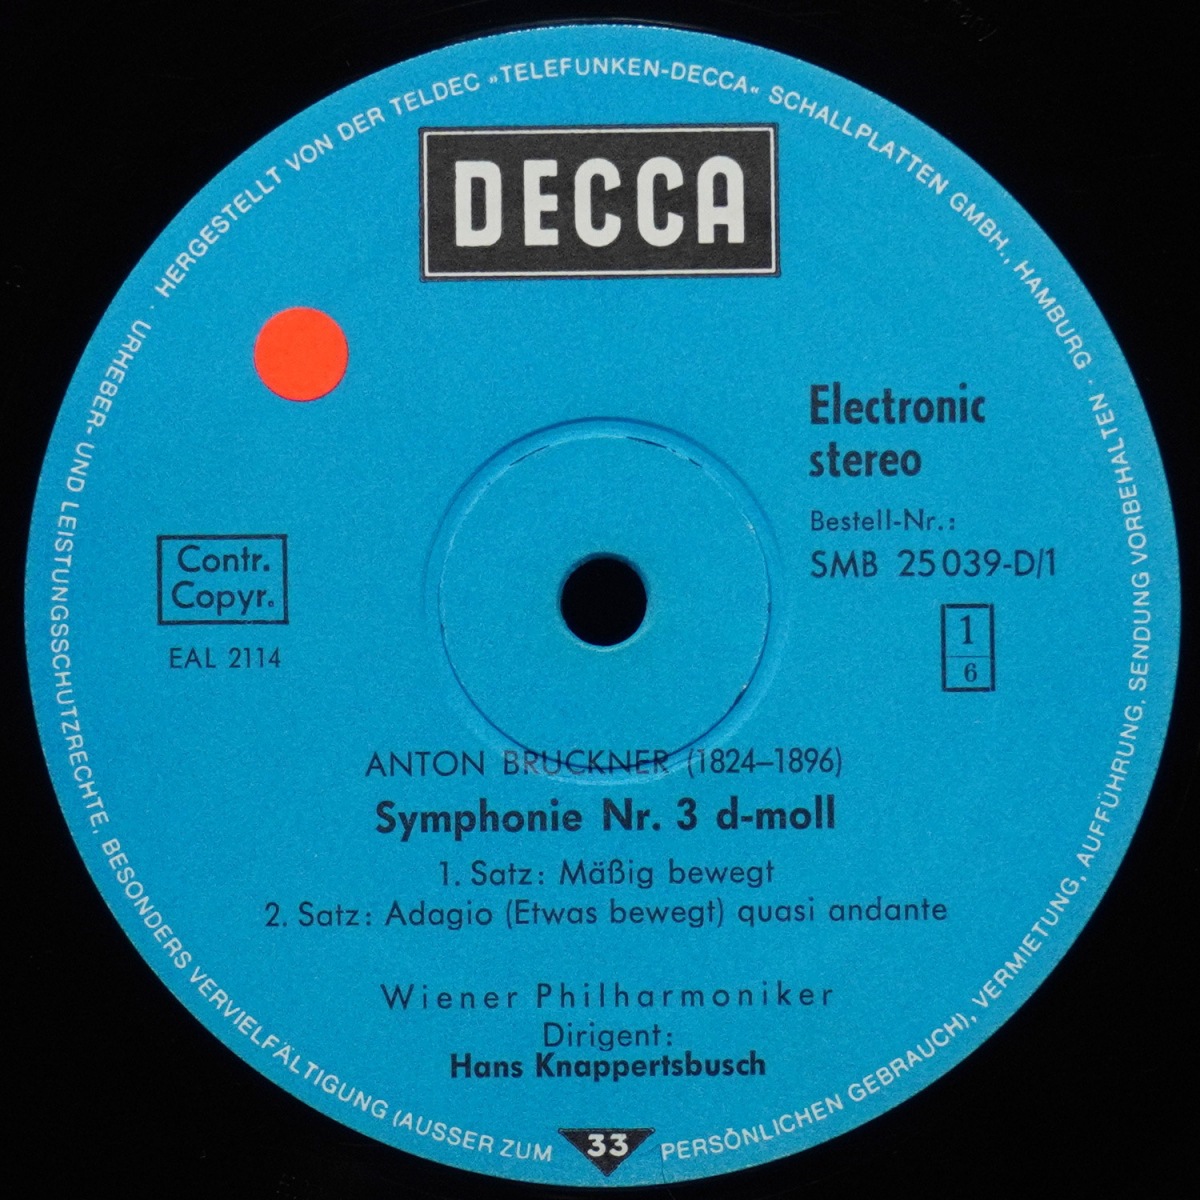 HERGESTELLT VON DER TELDEC »TELEFUNKEN-DECCA« SCHALLPLATTEN GMBH., HAMBURG · URHEBER- UND LEISTUNGSSCHUTZRECHTE, BESONDERS VERVIELFÄLTIGUNG (AUSSER ZUM PERSÖNLICHEN GEBRAUCH), VERMIETUNG, AUFFÜHRUNG, SENDUNG VORBEHALTEN ·
DECCA
Electronic
stereo
Bestell-Nr.:
SMB 25039-D/1
Contr.
Copyr.
EAL 2114
1
6
ANTON BRUCKNER (1824–1896)
Symphonie Nr. 3 d-moll
1. Satz: Mäßig bewegt
2. Satz: Adagio (Etwas bewegt) quasi andante
Wiener Philharmoniker
Dirigent:
Hans Knappertsbusch
33